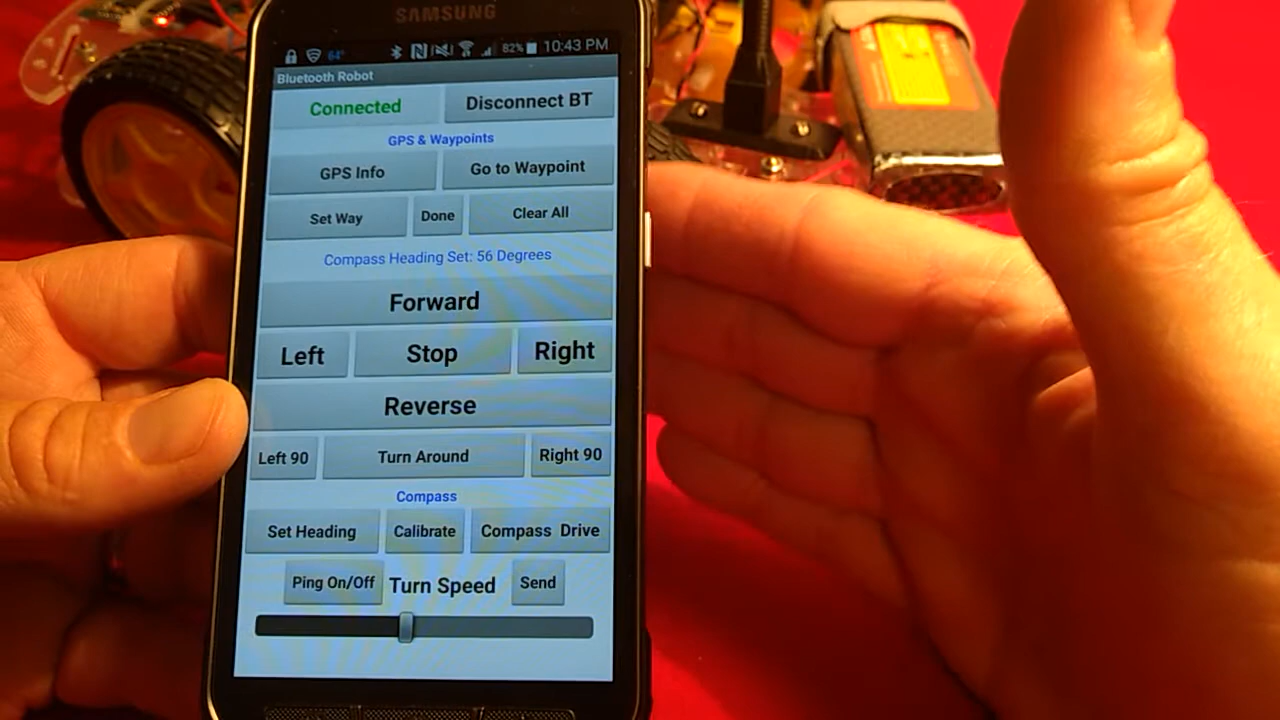 SAMSUNG
64° 82% 10:43 PM
Bluetooth Robot
Connected Disconnect BT
GPS & Waypoints
GPS Info Go to Waypoint
Set Way Done Clear All
Compass Heading Set: 56 Degrees
Forward
Left Stop Right
Reverse
Left 90 Turn Around Right 90
Compass
Set Heading Calibrate Compass Drive
Ping On/Off Turn Speed Send